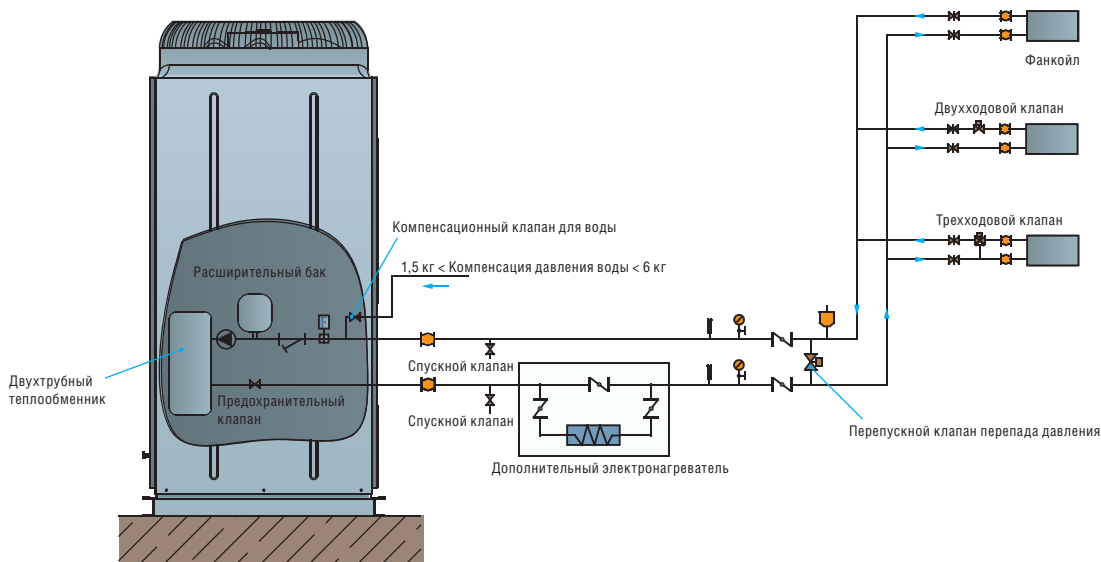 Фанкойл
Двухходовой клапан
Трехходовой клапан
Компенсационный клапан для воды
1,5 кг < Компенсация давления воды < 6 кг
Расширительный бак
Спускной клапан
Двухтрубный
теплообменник
Предохранительный
клапан
Спускной клапан
Перепускной клапан перепада давления
Дополнительный электронагреватель